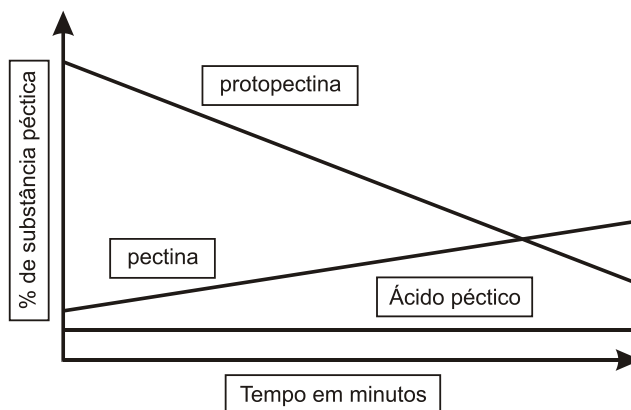 % de substância péctica
protopectina
pectina
Ácido péctico
Tempo em minutos